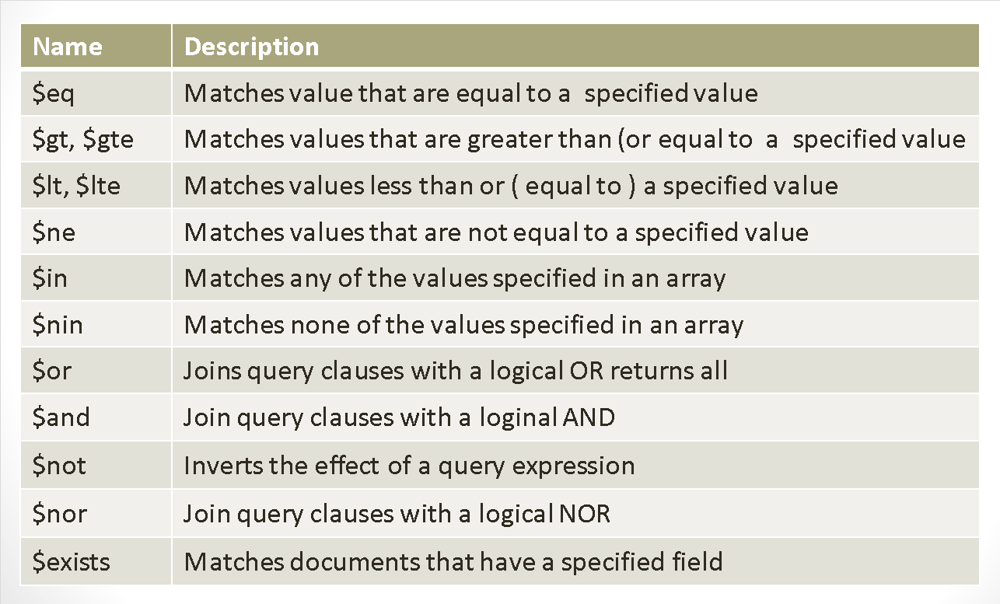 Name Description
$eq Matches value that are equal to a specified value
$gt, $gte Matches values that are greater than (or equal to a specified value
$lt, $lte Matches values less than or ( equal to ) a specified value
$ne Matches values that are not equal to a specified value
$in Matches any of the values specified in an array
$nin Matches none of the values specified in an array
$or Joins query clauses with a logical OR returns all
$and Join query clauses with a loginal AND
$not Inverts the effect of a query expression
$nor Join query clauses with a logical NOR
$exists Matches documents that have a specified field